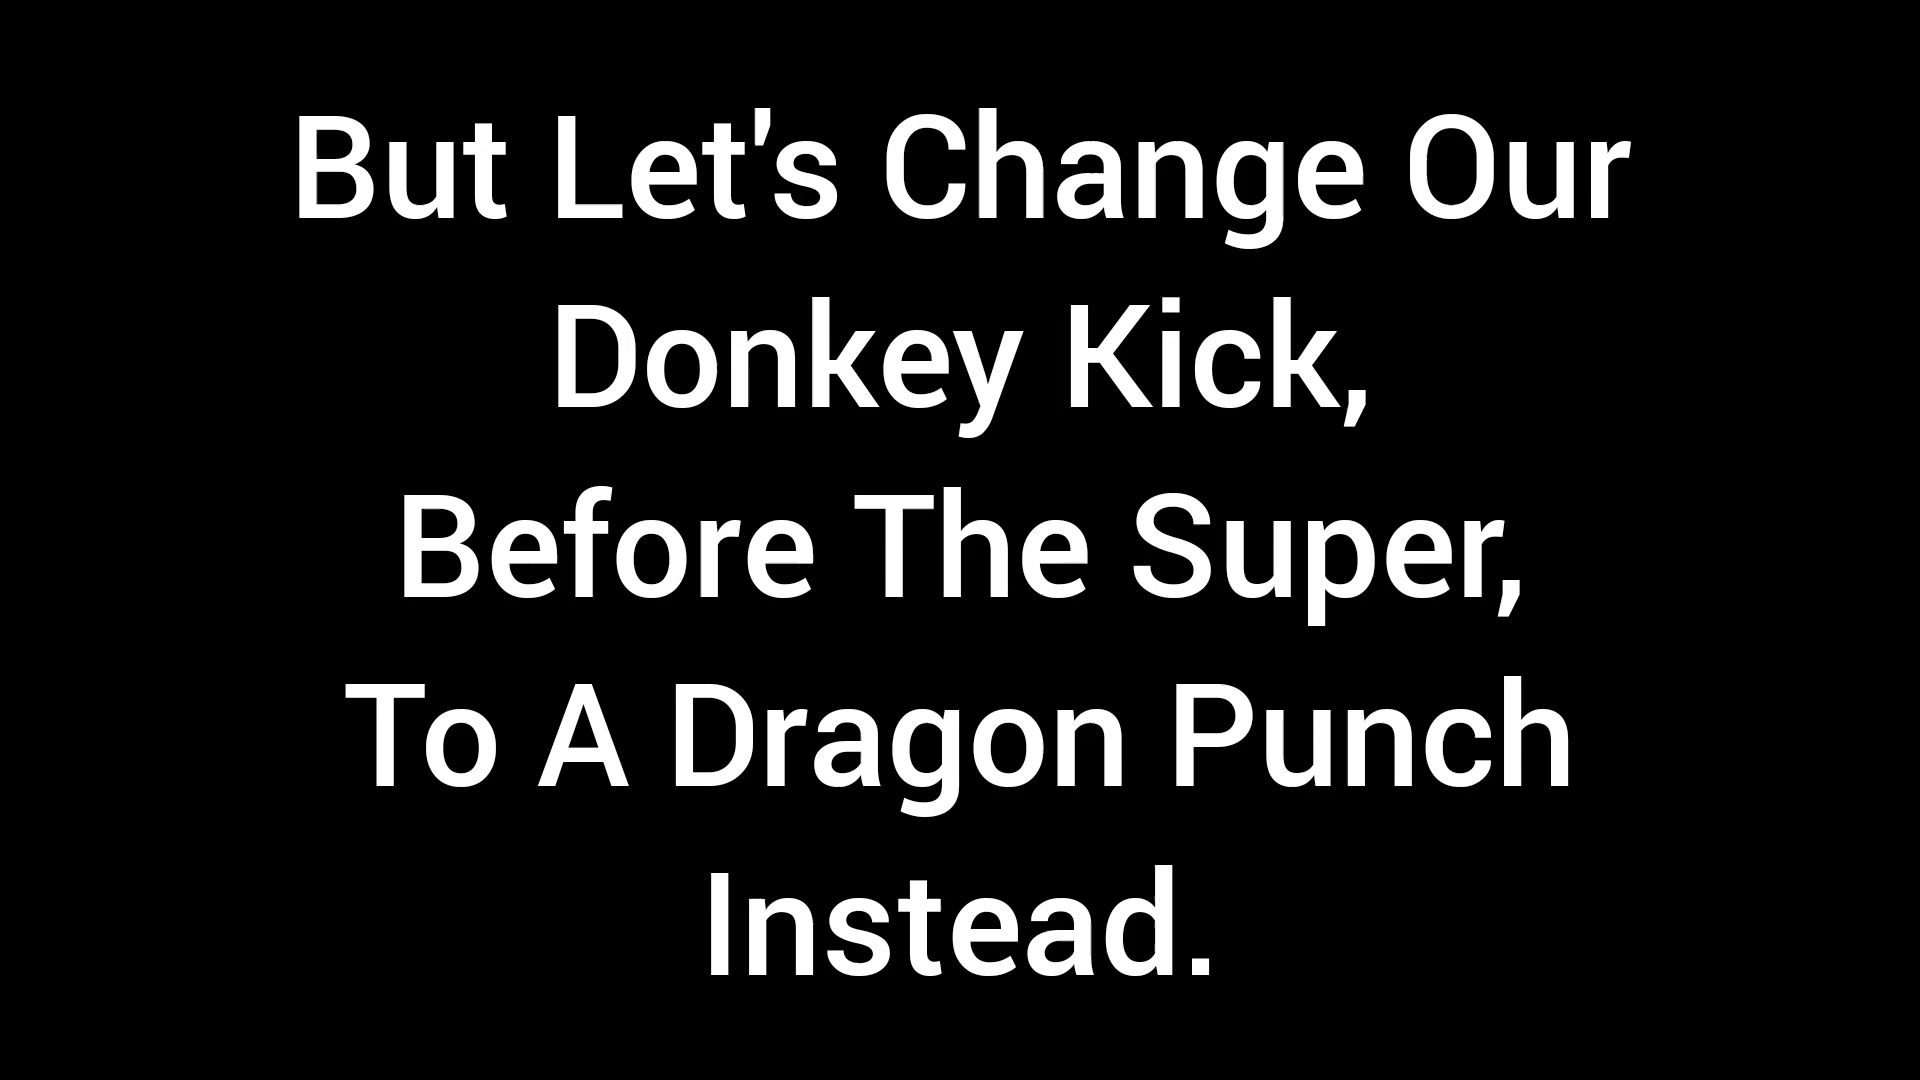 But Let's Change Our
Donkey Kick,
Before The Super,
To A Dragon Punch
Instead.